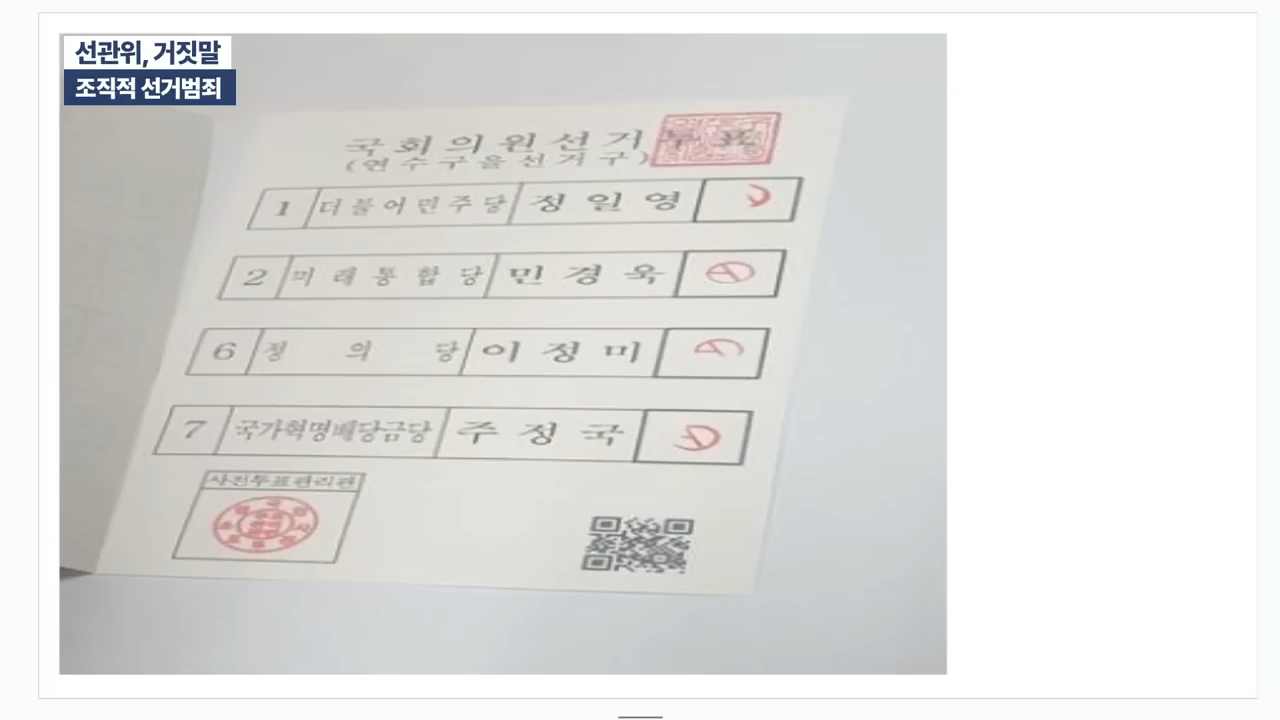 선관위, 거짓말
조직적 선거범죄
국회의원선거투표
(연수구을선거구)
1 더불어민주당 정일영
2 미래통합당 민경욱
6 정의당 이정미
7 국가혁명배당금당 주정국
사전투표관리관